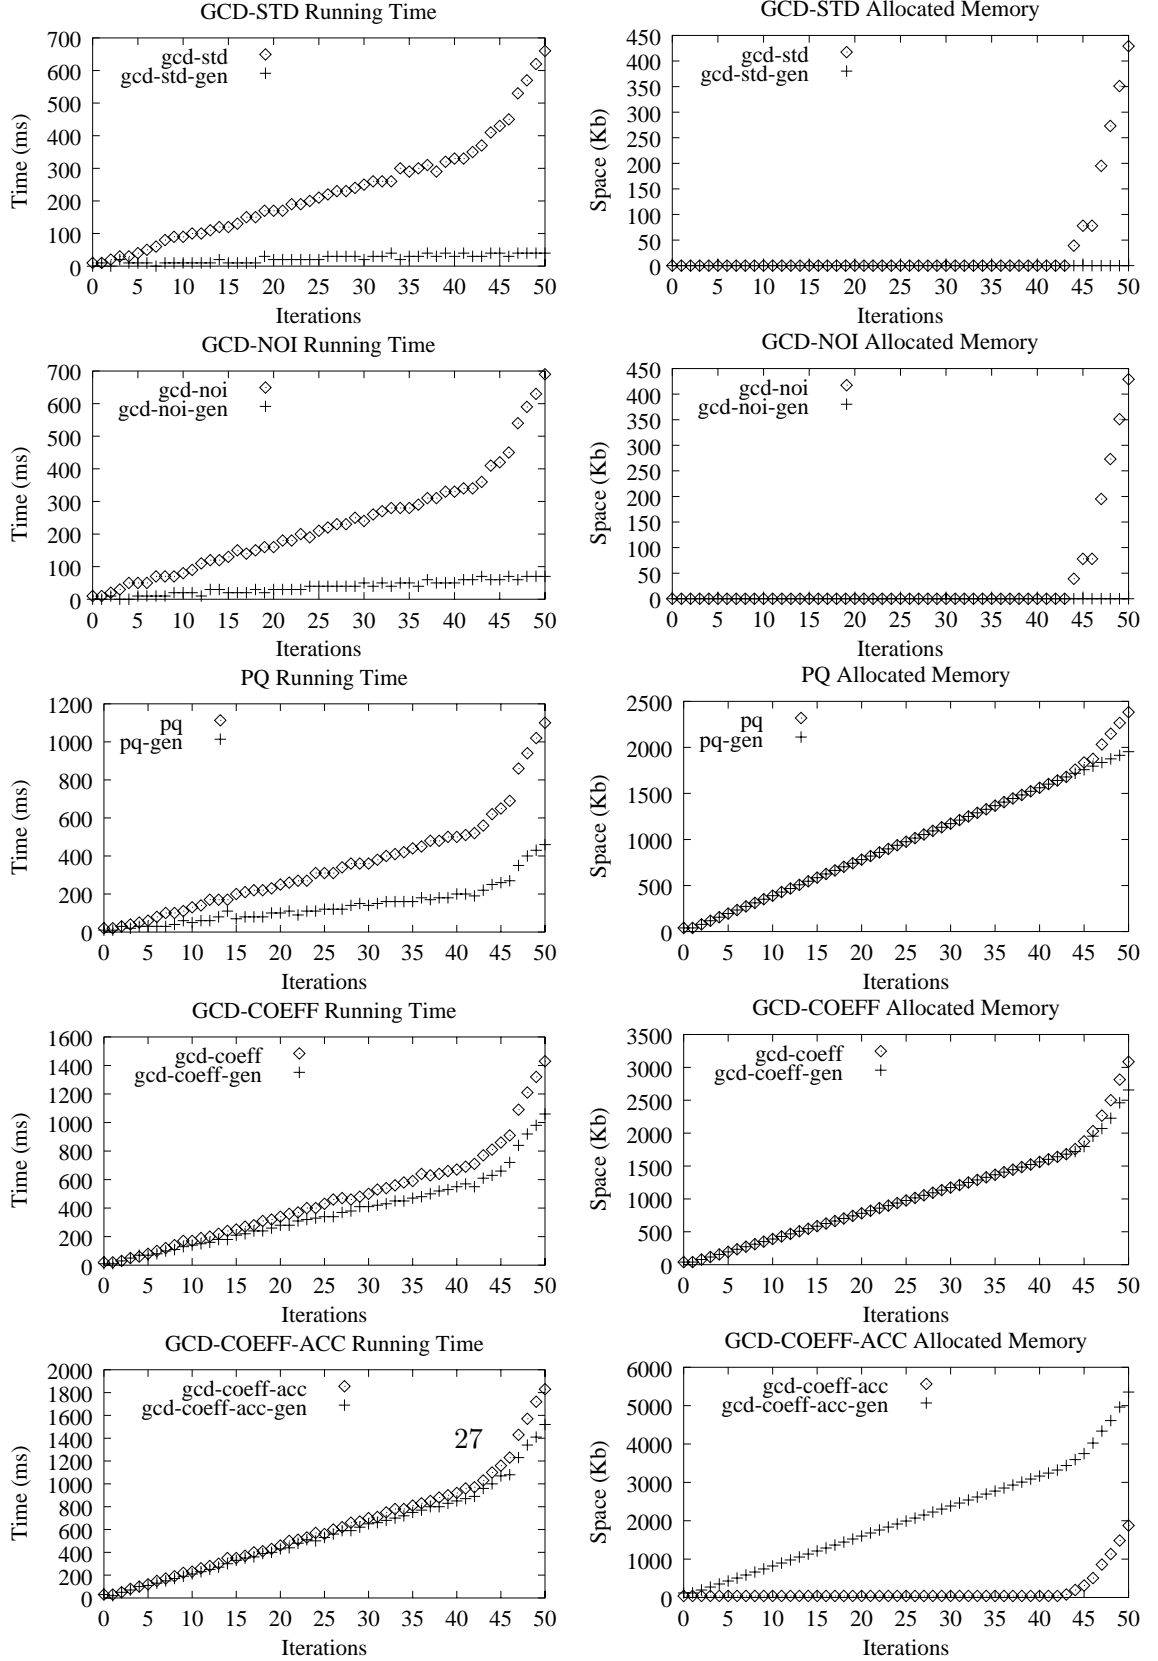 GCD-STD Running Time
700
600
500
400
300
200
100
0
Time (ms)
gcd-std
gcd-std-gen
0 5 10 15 20 25 30 35 40 45 50
Iterations
GCD-STD Allocated Memory
450
400
350
300
250
200
150
100
50
0
Space (Kb)
gcd-std
gcd-std-gen
0 5 10 15 20 25 30 35 40 45 50
Iterations
GCD-NOI Running Time
700
600
500
400
300
200
100
0
Time (ms)
gcd-noi
gcd-noi-gen
0 5 10 15 20 25 30 35 40 45 50
Iterations
GCD-NOI Allocated Memory
450
400
350
300
250
200
150
100
50
0
Space (Kb)
gcd-noi
gcd-noi-gen
0 5 10 15 20 25 30 35 40 45 50
Iterations
PQ Running Time
1200
1000
800
600
400
200
0
Time (ms)
pq
pq-gen
0 5 10 15 20 25 30 35 40 45 50
Iterations
PQ Allocated Memory
2500
2000
1500
1000
500
0
Space (Kb)
pq
pq-gen
0 5 10 15 20 25 30 35 40 45 50
Iterations
GCD-COEFF Running Time
1600
1400
1200
1000
800
600
400
200
0
Time (ms)
gcd-coeff
gcd-coeff-gen
0 5 10 15 20 25 30 35 40 45 50
Iterations
GCD-COEFF Allocated Memory
3500
3000
2500
2000
1500
1000
500
0
Space (Kb)
gcd-coeff
gcd-coeff-gen
0 5 10 15 20 25 30 35 40 45 50
Iterations
GCD-COEFF-ACC Running Time
2000
1800
1600
1400
1200
1000
800
600
400
200
0
Time (ms)
gcd-coeff-acc
gcd-coeff-acc-gen
27
0 5 10 15 20 25 30 35 40 45 50
Iterations
GCD-COEFF-ACC Allocated Memory
6000
5000
4000
3000
2000
1000
0
Space (Kb)
gcd-coeff-acc
gcd-coeff-acc-gen
0 5 10 15 20 25 30 35 40 45 50
Iterations